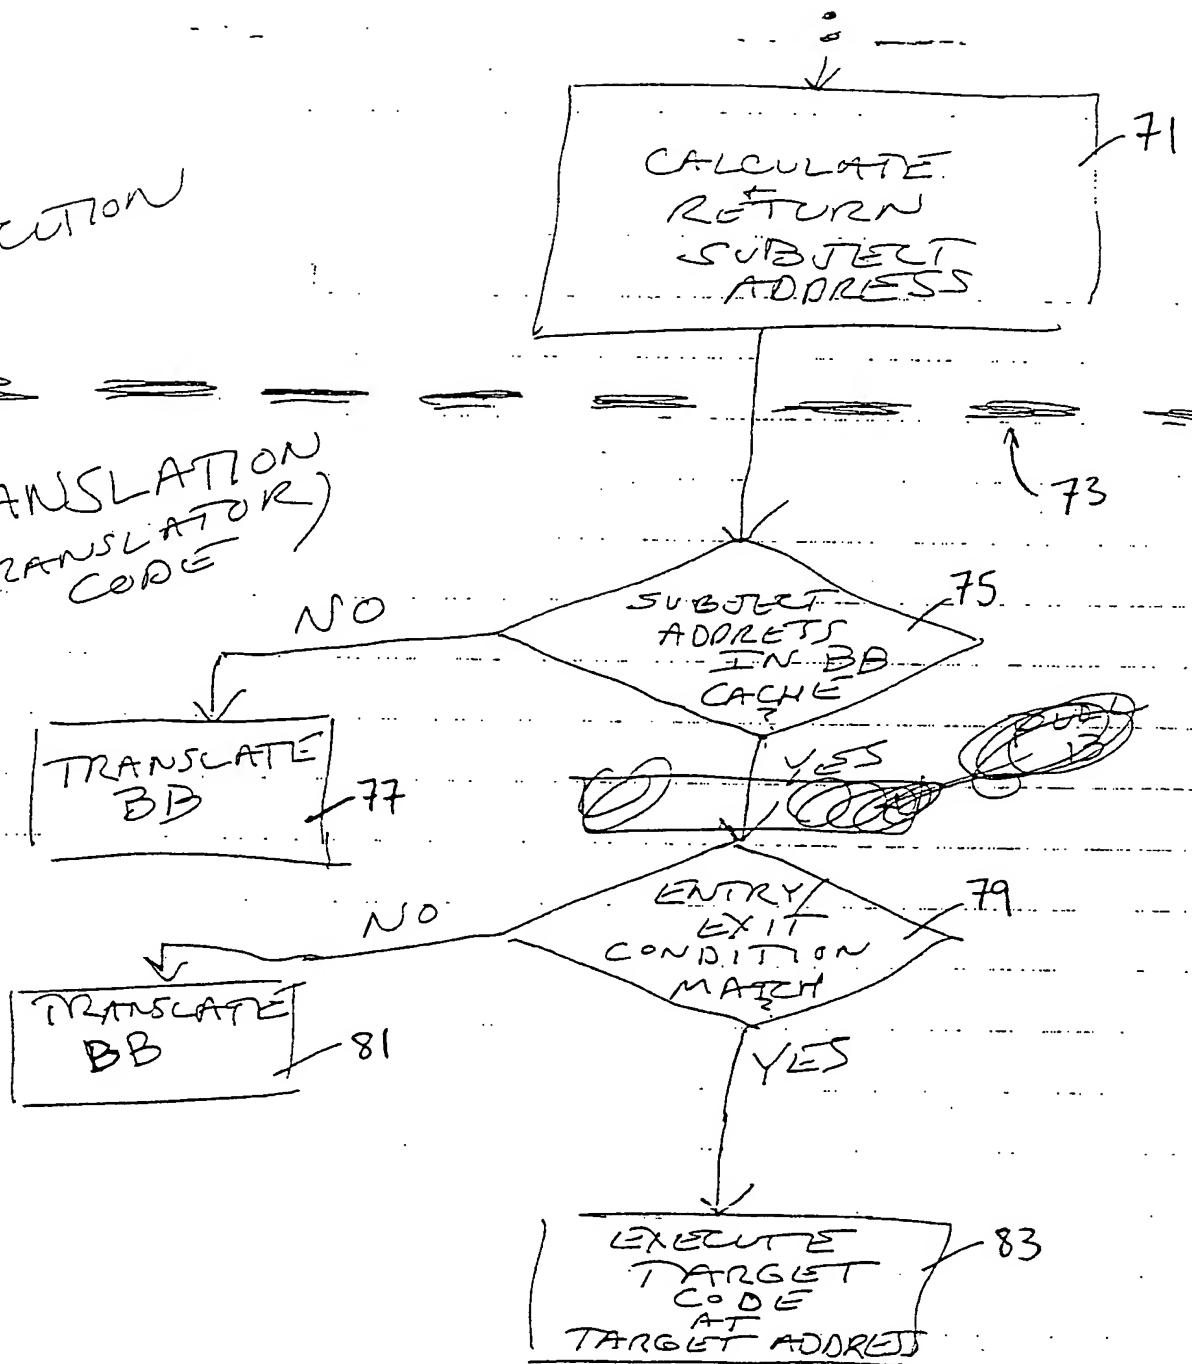 71
CALCULATE
RETURN
SUBJECT
ADDRESS
CUTION
73
ANSLATION
RANSLATOR)
CODE
NO
75
SUBJECT
ADDRESS
IN BB
CACHE
?
YES
TRANSLATE
BB
77
79
ENTRY/
EXIT
CONDITION
MATCH
?
NO
TRANSLATE
BB
81
YES
83
EXECUTE
TARGET
CODE
AT
TARGET ADDRESS